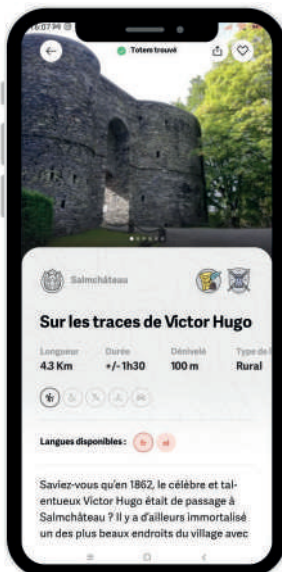 16:07
Totem trouvé
Salmchâteau
Sur les traces de Victor Hugo
Longueur Durée Dénivelé Type de
4.3 Km +/- 1h30 100 m Rural
Langues disponibles : fr nl
Saviez-vous qu'en 1862, le célèbre et tal-
entueux Victor Hugo était de passage à
Salmchâteau ? Il y a d'ailleurs immortalisé
un des plus beaux endroits du village avec